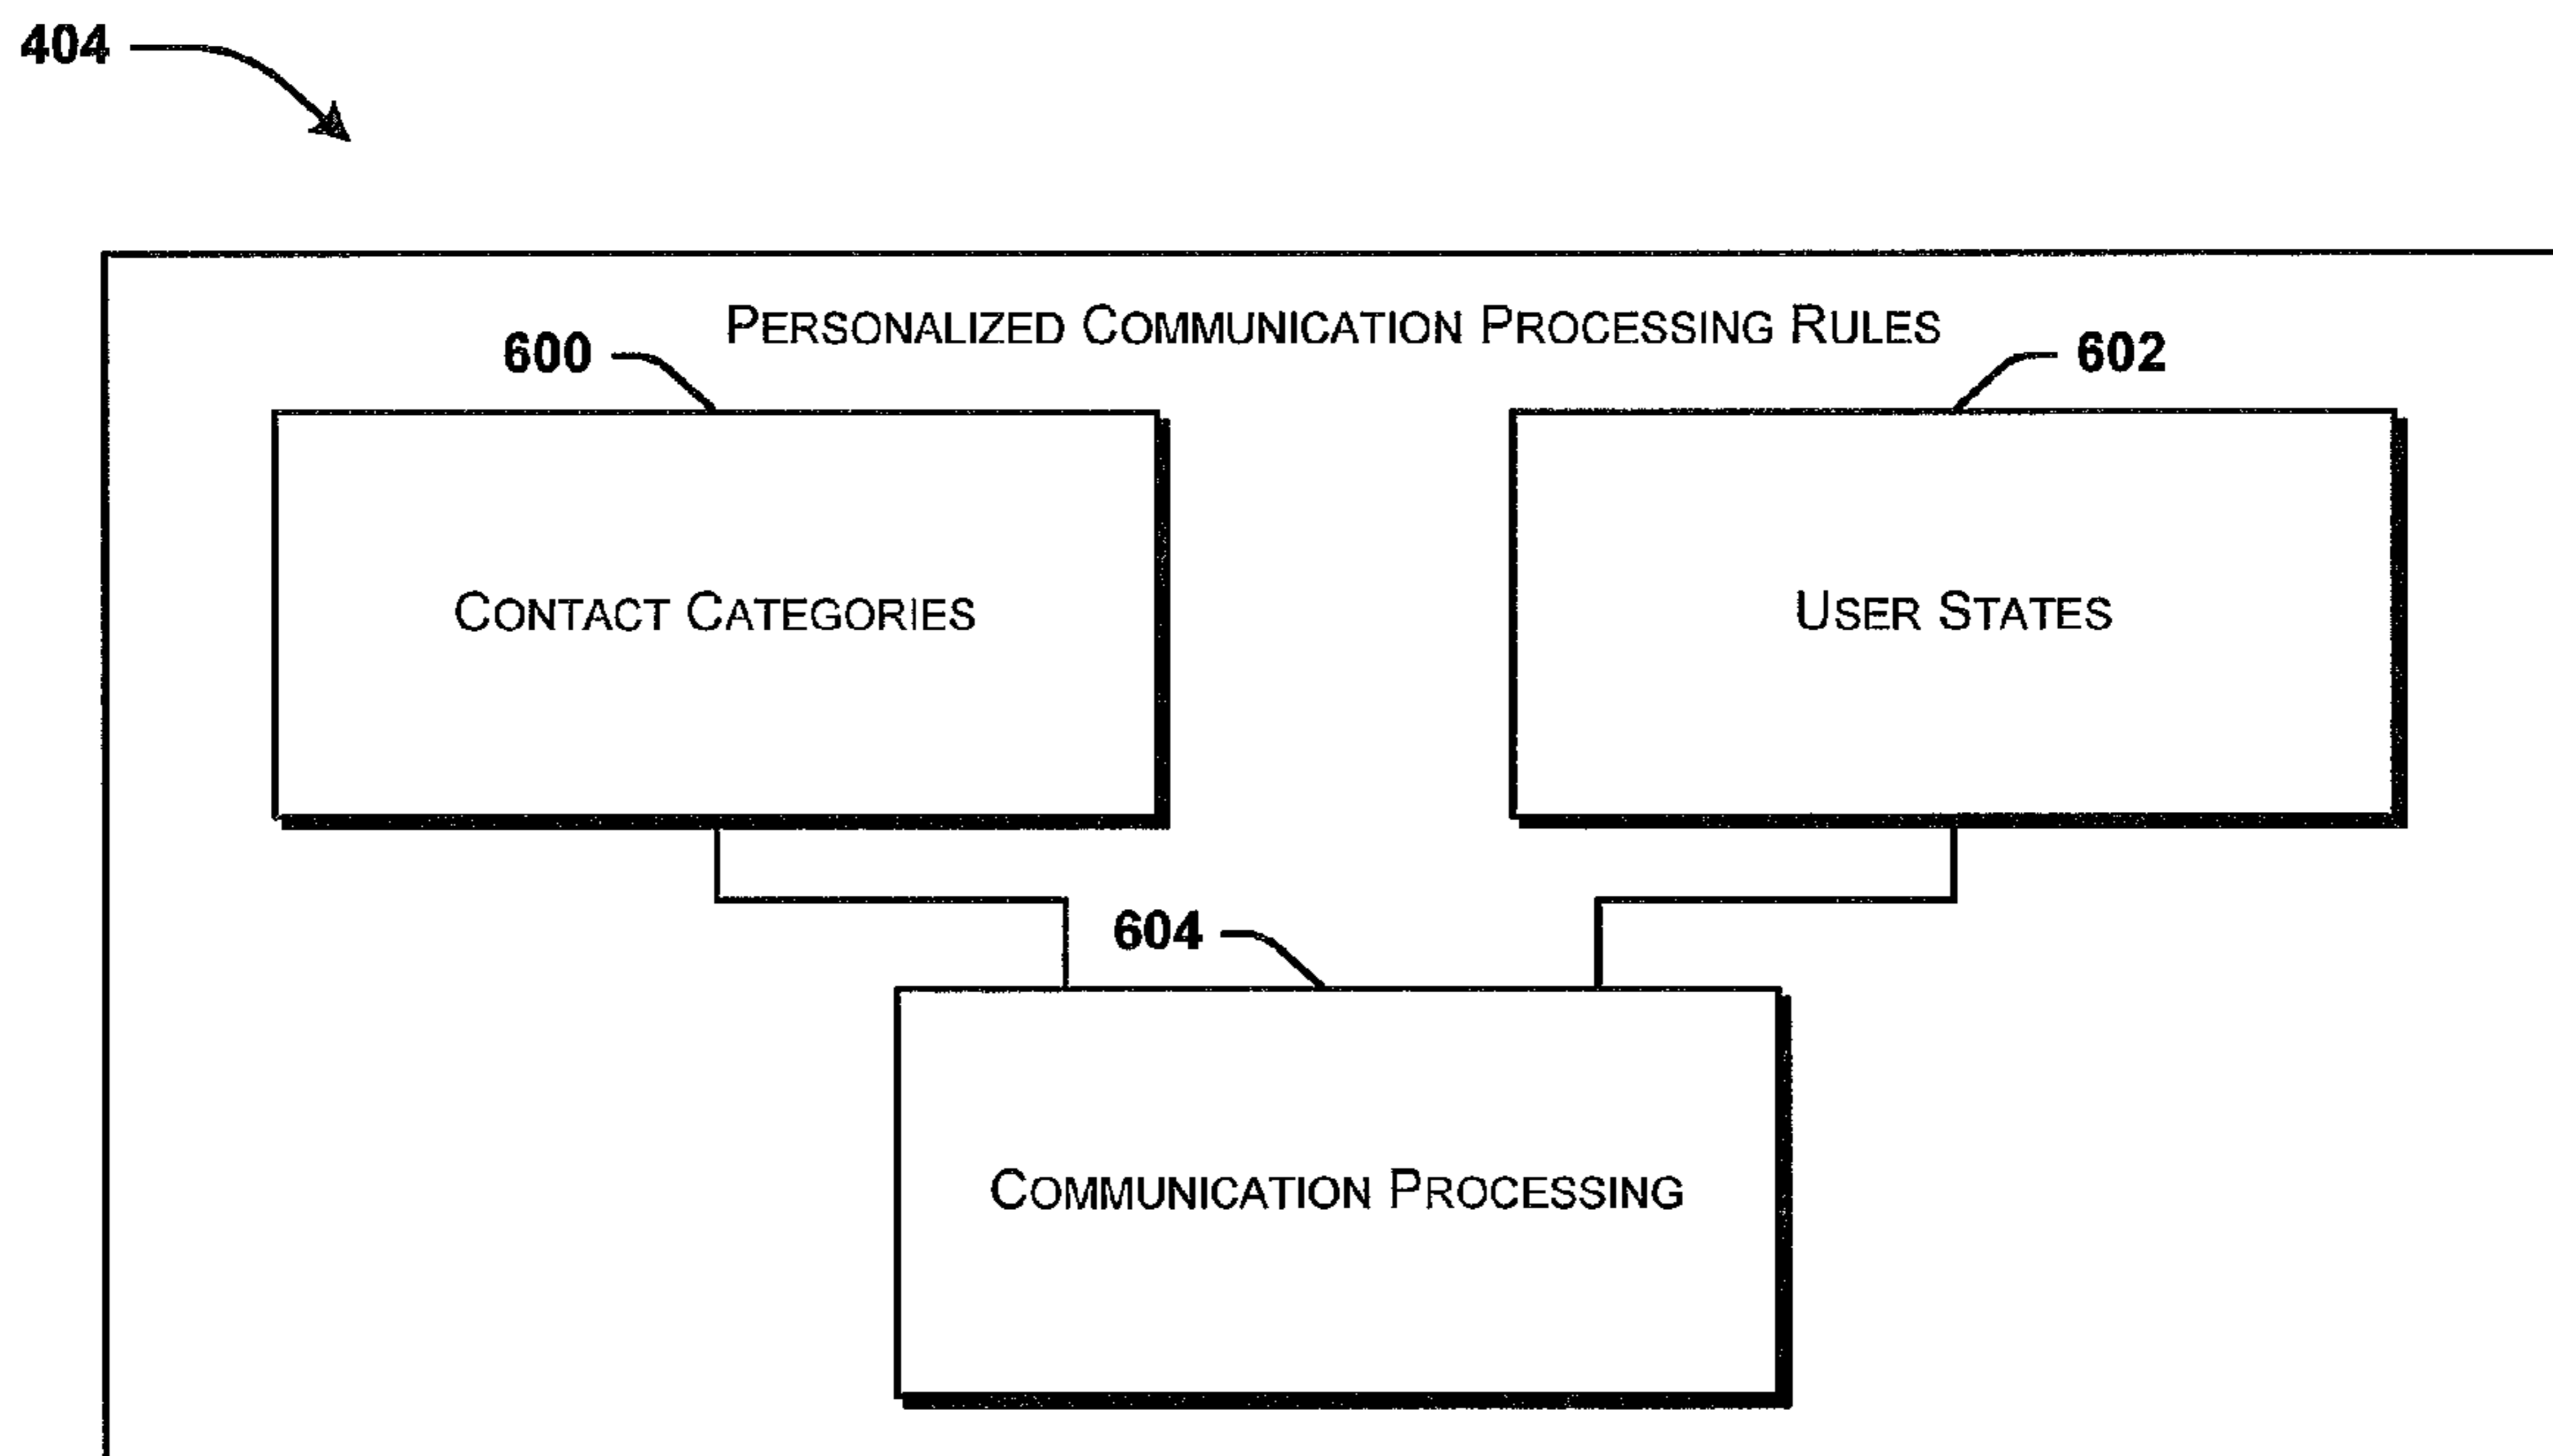 404
PERSONALIZED COMMUNICATION PROCESSING RULES
600
602
CONTACT CATEGORIES
USER STATES
604
COMMUNICATION PROCESSING